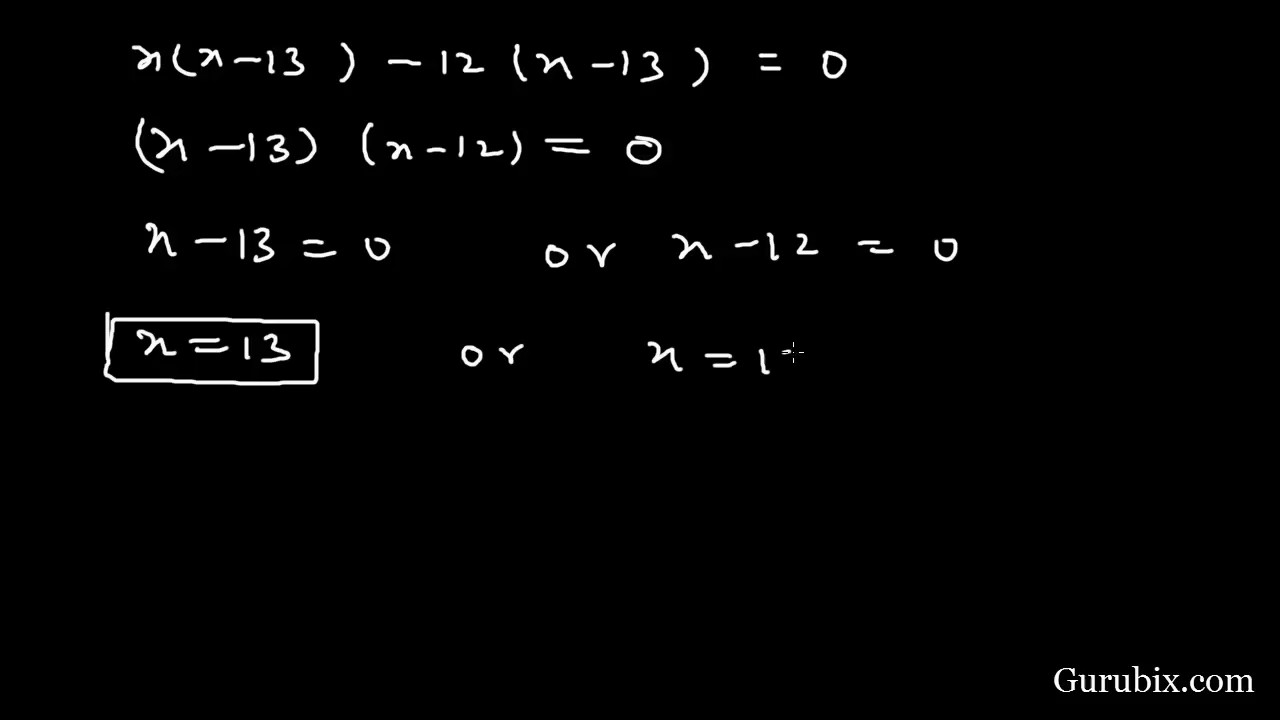 x(x-13) - 12(x-13) = 0
(x-13) (x-12) = 0
x-13 = 0 or x-12 = 0
x = 13 or x = 1
Gurubix.com